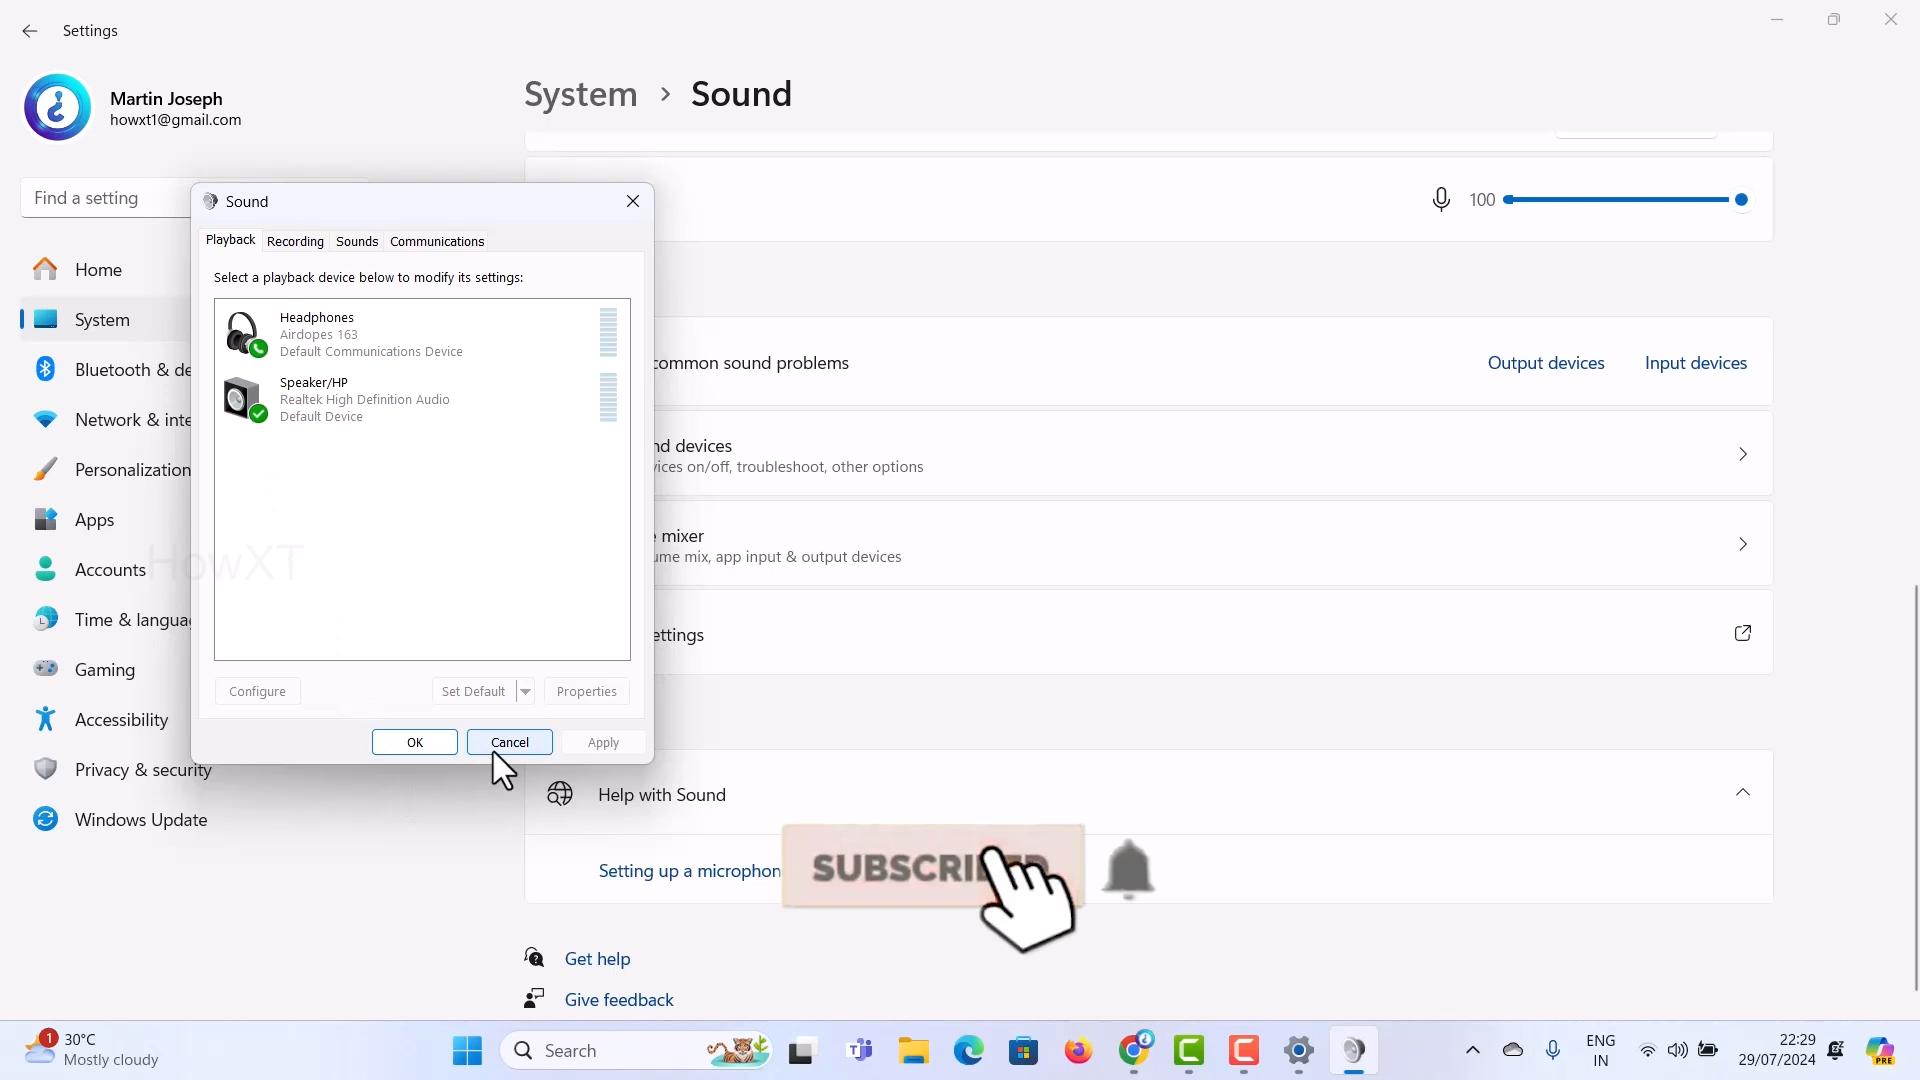 Settings
Martin Joseph
howxt1@gmail.com
System > Sound
Find a setting
Home
System
Bluetooth & de
Network & inte
Personalization
Apps
Accounts
Time & langua
Gaming
Accessibility
Privacy & security
Windows Update
Sound
Playback
Recording
Sounds
Communications
Select a playback device below to modify its settings:
Headphones
Airdopes 163
Default Communications Device
Speaker/HP
Realtek High Definition Audio
Default Device
HowXT
Configure
Set Default
Properties
OK
Cancel
Apply
100
common sound problems
Output devices
Input devices
nd devices
ices on/off, troubleshoot, other options
e mixer
ume mix, app input & output devices
ettings
Help with Sound
Setting up a microphon
Get help
Give feedback
1
30°C
Mostly cloudy
Search
ENG
IN
22:29
29/07/2024
PRE